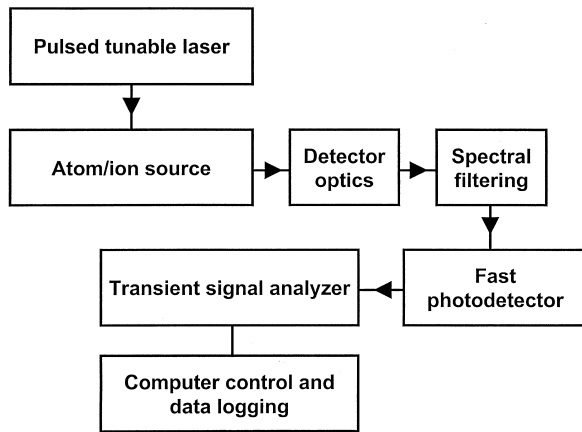 Pulsed tunable laser
Atom/ion source
Detector
optics
Spectral
filtering
Fast
photodetector
Transient signal analyzer
Computer control and
data logging